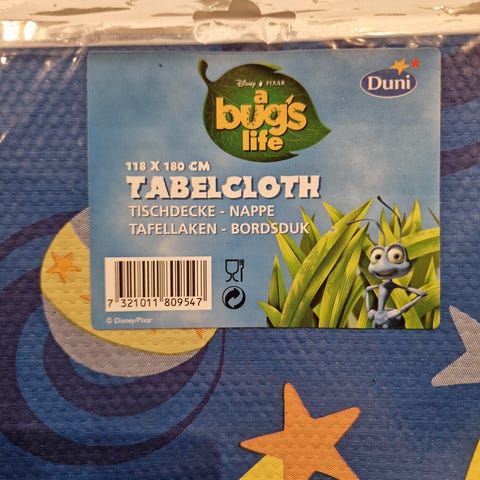 Disney PIXAR
a
bug's
life
Duni
118 X 180 CM
TABELCLOTH
TISCHDECKE - NAPPE
TAFELLAKEN - BORDSDUK
7 321011 809547
© Disney/Pixar